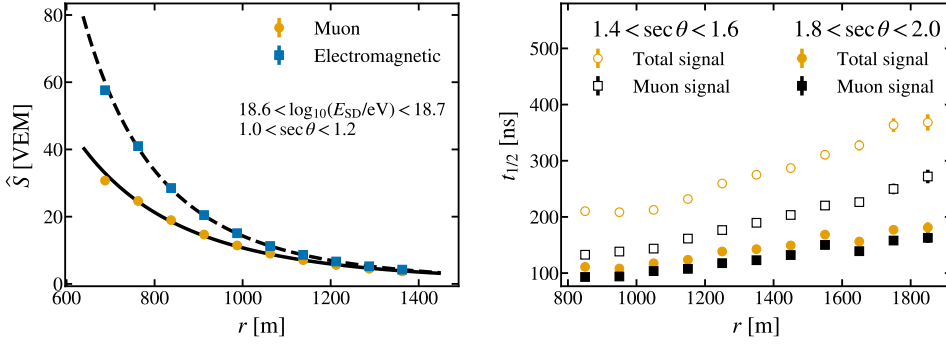 80
60
40
20
0
Ŝ [VEM]
Muon
Electromagnetic
18.6 < log₁₀(E_SD/eV) < 18.7
1.0 < sec θ < 1.2
600 800 1000 1200 1400
r [m]
500
400
300
200
100
t₁/₂ [ns]
1.4 < sec θ < 1.6 1.8 < sec θ < 2.0
Total signal Total signal
Muon signal Muon signal
800 1000 1200 1400 1600 1800
r [m]